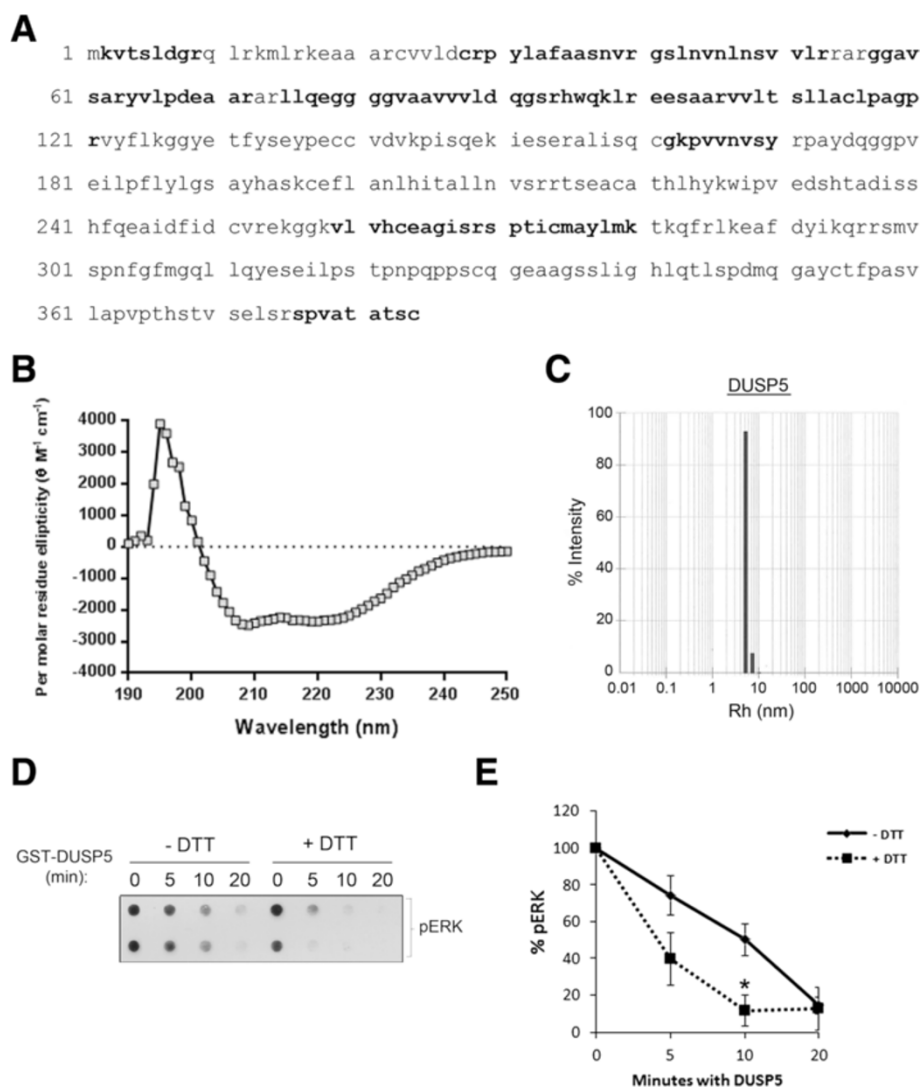 A
1 mkvtsldgrq lrkmlrkeaa arcvvldcrp ylafaasnvr gslnvnlnsv vlrrarggav
61 saryvlpdea ararllqegg ggvaavvvld qgsrhwqklr eesaarvvlt sllaclpagp
121 rvyflkggye tfyseypecc vdvkpisqek ieseralisq cgkpvvnvsy rpaydqggpv
181 eilpflylgs ayhaskcefl anlhitalln vsrrtseaca thlhykwipv edshtadiss
241 hfqeaidfid cvrekggkvl vhceagisrs pticmaylmk tkqfrlkeaf dyikqrrsmv
301 spnfgfmgql lqyeseilps tpnpqppscq geaagsslig hlqtlspdmq gayctfpasv
361 lapvpthstv selsrspvat atsc
B
Per molar residue ellipticity (θ M⁻¹ cm⁻¹)
4000
3000
2000
1000
0
-1000
-2000
-3000
-4000
190 200 210 220 230 240 250
Wavelength (nm)
C
DUSP5
% Intensity
100
80
60
40
20
0
0.01 0.1 1 10 100 1000 10000
Rh (nm)
D
- DTT + DTT
GST-DUSP5
(min):
0 5 10 20 0 5 10 20
pERK
E
% pERK
120
100
80
60
40
20
0
- DTT
+ DTT
*
0 5 10 20
Minutes with DUSP5